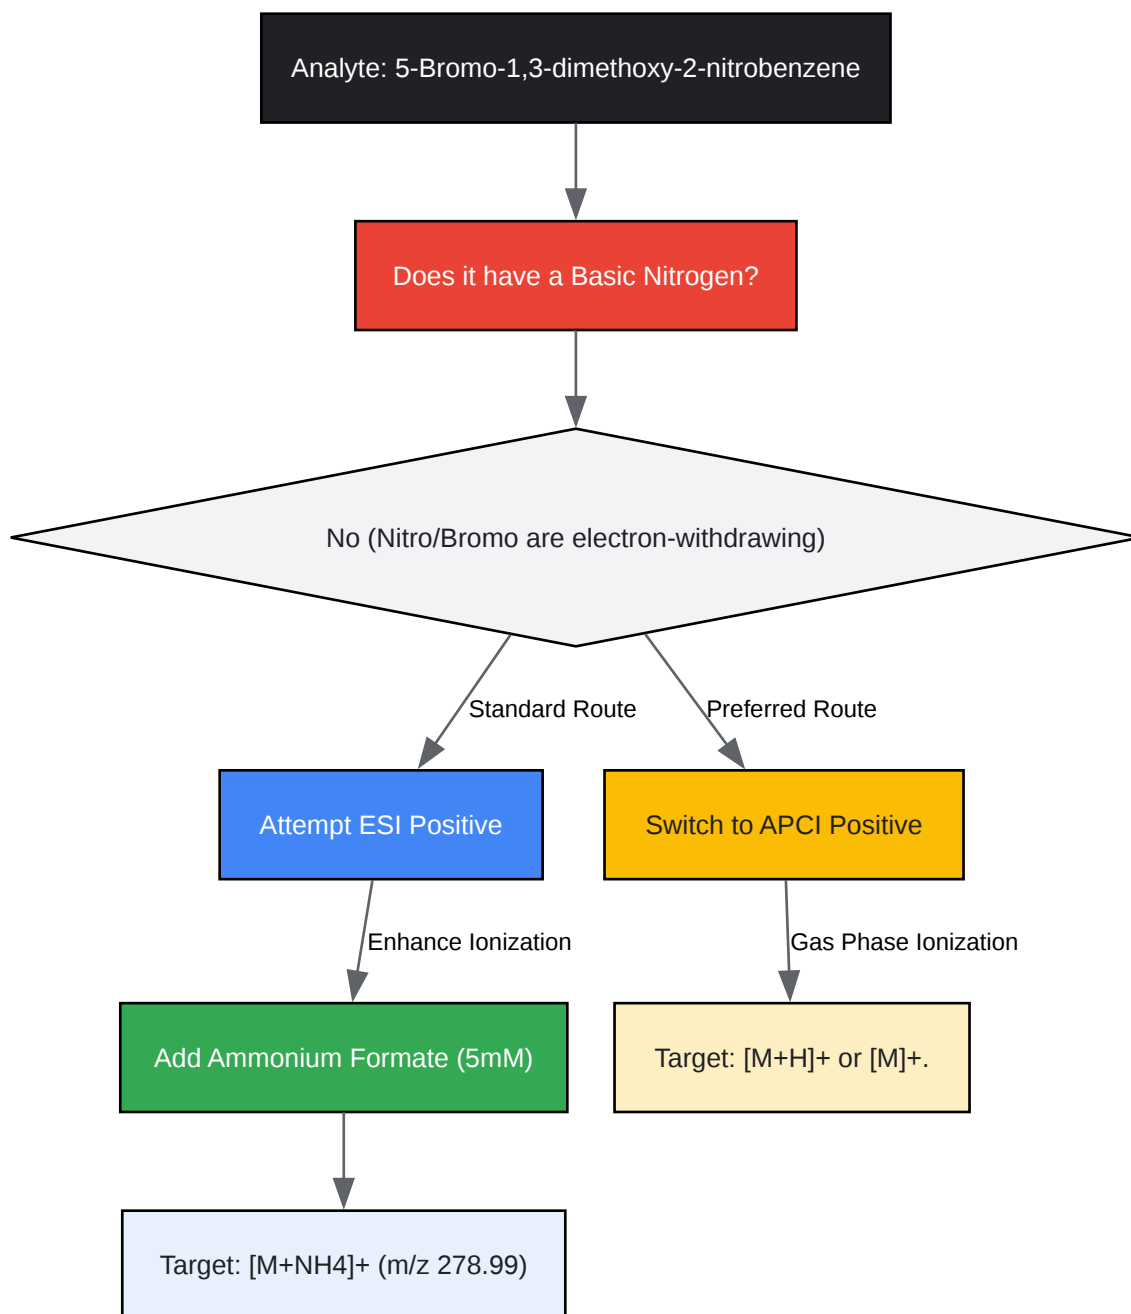 Analyte: 5-Bromo-1,3-dimethoxy-2-nitrobenzene
Does it have a Basic Nitrogen?
No (Nitro/Bromo are electron-withdrawing)
Standard Route
Preferred Route
Attempt ESI Positive
Switch to APCI Positive
Enhance Ionization
Gas Phase Ionization
Add Ammonium Formate (5mM)
Target: [M+H]+ or [M]+.
Target: [M+NH4]+ (m/z 278.99)